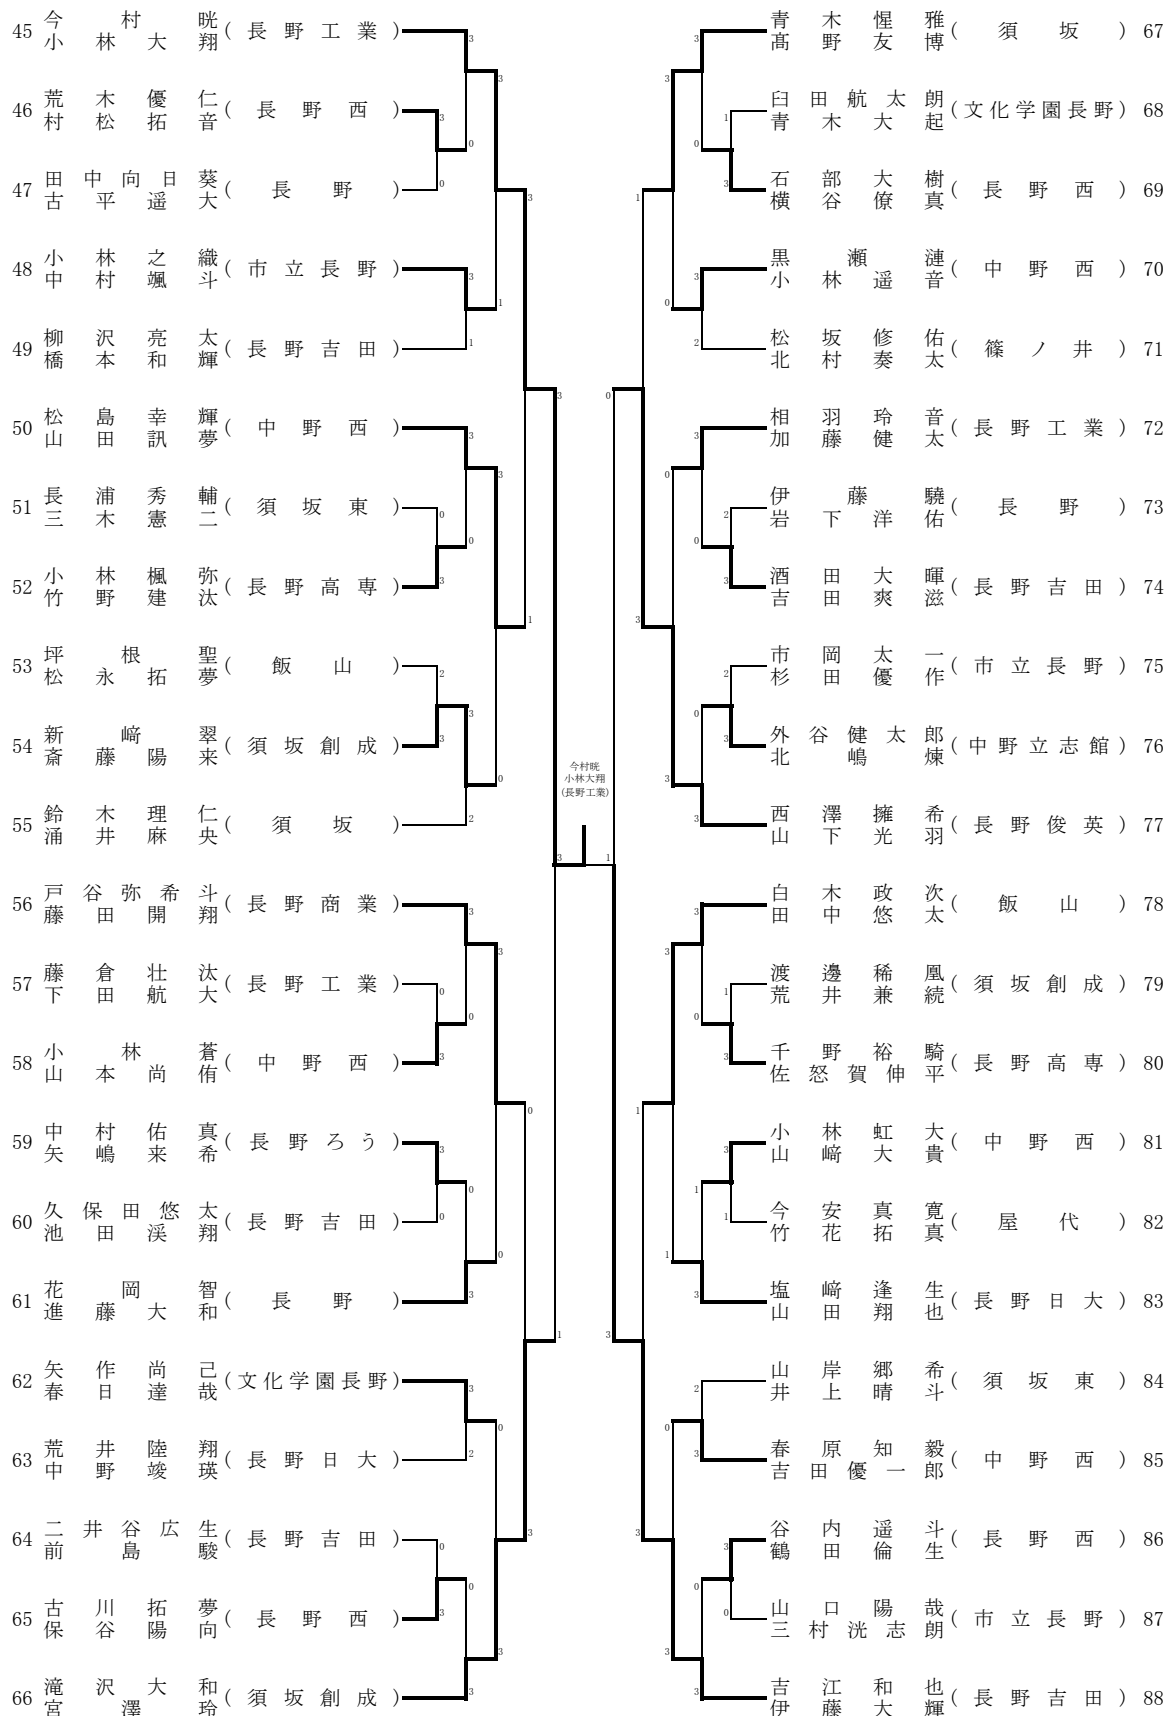 45 今村晄 小林大翔 (長野工業)
46 荒木優仁 村松拓音 (長野西)
47 田中向日葵 古平遥大 (長野)
48 小林之織 中村颯斗 (市立長野)
49 柳沢亮太 橋本和輝 (長野吉田)
50 松島幸輝 山田訊夢 (中野西)
51 長浦秀輔 三木憲二 (須坂東)
52 小林楓弥 竹野建汰 (長野高専)
53 坪根聖 松永拓夢 (飯山)
54 新﨑翠 斎藤陽来 (須坂創成)
55 鈴木理仁 涌井麻央 (須坂)
56 戸谷弥希斗 藤田開翔 (長野商業)
57 藤倉壮汰 下田航大 (長野工業)
58 小林蒼 山本尚侑 (中野西)
59 中村佑真 矢嶋来希 (長野ろう)
60 久保田悠太 池田渓翔 (長野吉田)
61 花岡智 進藤大和 (長野)
62 矢作尚己 春日達哉 (文化学園長野)
63 荒井陸翔 中野竣瑛 (長野日大)
64 二井谷広生 前島駿 (長野吉田)
65 古川拓夢 保谷陽向 (長野西)
66 滝沢大和 宮澤玲 (須坂創成)
今村晄
小林大翔
(長野工業)
青木惺雅 髙野友博 (須坂) 67
臼田航太朗 青木大起 (文化学園長野) 68
石部大樹 横谷僚真 (長野西) 69
黒瀬漣 小林遥音 (中野西) 70
松坂修佑 北村奏太 (篠ノ井) 71
相羽玲音 加藤健太 (長野工業) 72
伊藤驍 岩下洋佑 (長野) 73
酒田大暉 吉田爽滋 (長野吉田) 74
市岡太一 杉田優作 (市立長野) 75
外谷健太郎 北嶋煉 (中野立志館) 76
西澤擁希 山下光羽 (長野俊英) 77
白木政次 田中悠太 (飯山) 78
渡邊稀凰 荒井兼続 (須坂創成) 79
千野裕騎 佐怒賀伸平 (長野高専) 80
小林虹大 山﨑大貴 (中野西) 81
今安真寛 竹花拓真 (屋代) 82
塩﨑逢生 山田翔也 (長野日大) 83
山岸郷希 井上晴斗 (須坂東) 84
春原知毅 吉田優一郎 (中野西) 85
谷内遥斗 鶴田倫生 (長野西) 86
山口陽哉 三村洸志朗 (市立長野) 87
吉江和也 伊藤大輝 (長野吉田) 88